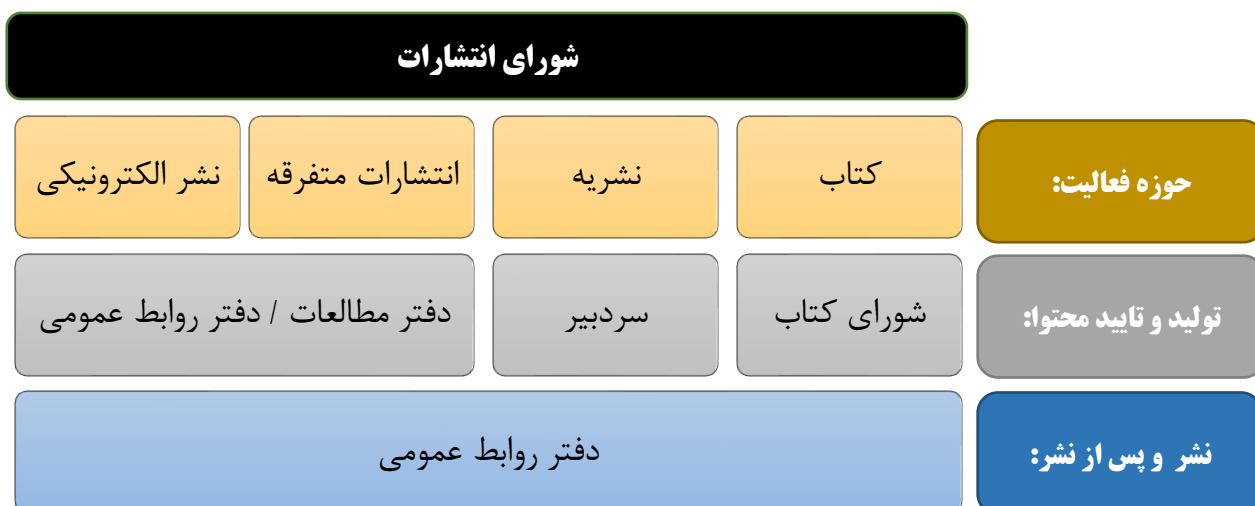 شورای انتشارات
حوزه فعالیت:
کتاب
نشریه
انتشارات متفرقه
نشر الکترونیکی
تولید و تایید محتوا:
شورای کتاب
سردبیر
دفتر مطالعات / دفتر روابط عمومی
نشر و پس از نشر:
دفتر روابط عمومی